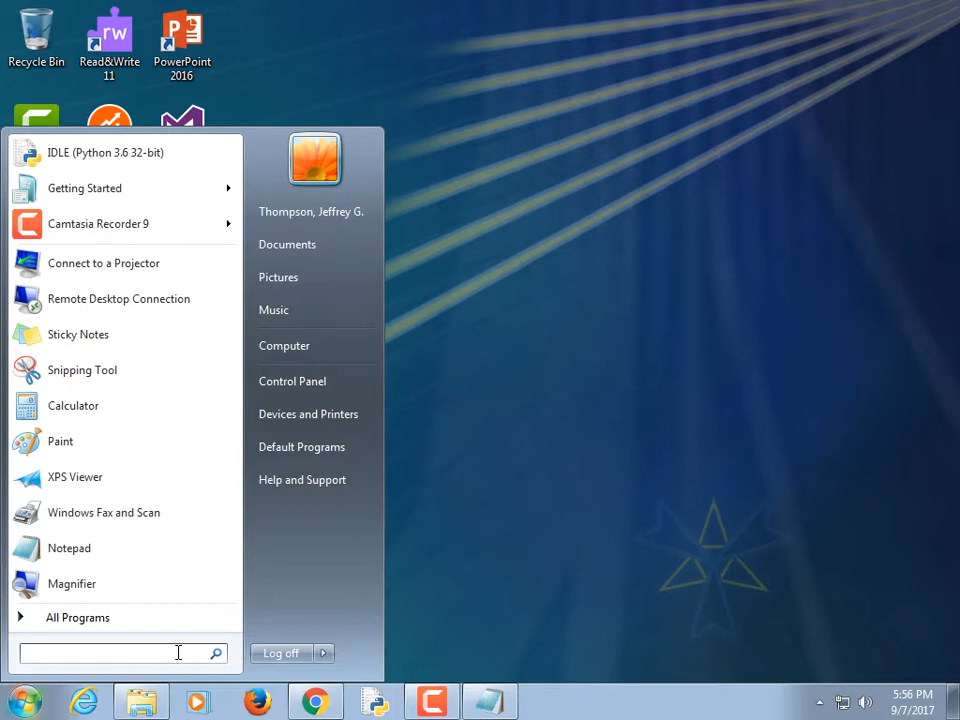 Recycle Bin
Read&Write
11
PowerPoint
2016
rw
P
IDLE (Python 3.6 32-bit)
Getting Started
Camtasia Recorder 9
Connect to a Projector
Remote Desktop Connection
Sticky Notes
Snipping Tool
Calculator
Paint
XPS Viewer
Windows Fax and Scan
Notepad
Magnifier
All Programs
Thompson, Jeffrey G.
Documents
Pictures
Music
Computer
Control Panel
Devices and Printers
Default Programs
Help and Support
Log off
5:56 PM
9/7/2017